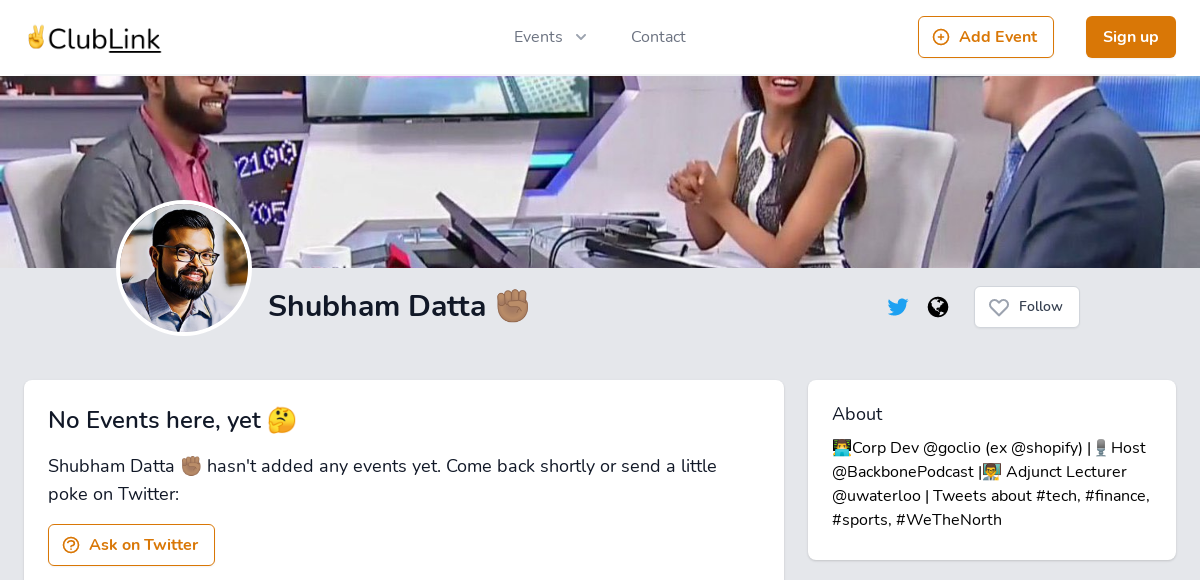 ✌️ClubLink
Events
Contact
Add Event
Sign up
2100
Shubham Datta ✊🏽
Follow
No Events here, yet 🤔
Shubham Datta ✊🏽 hasn't added any events yet. Come back shortly or send a little
poke on Twitter:
Ask on Twitter
About
👨🏽‍💻Corp Dev @goclio (ex @shopify) |🎙️Host
@BackbonePodcast |👨🏽‍🏫 Adjunct Lecturer
@uwaterloo | Tweets about #tech, #finance,
#sports, #WeTheNorth